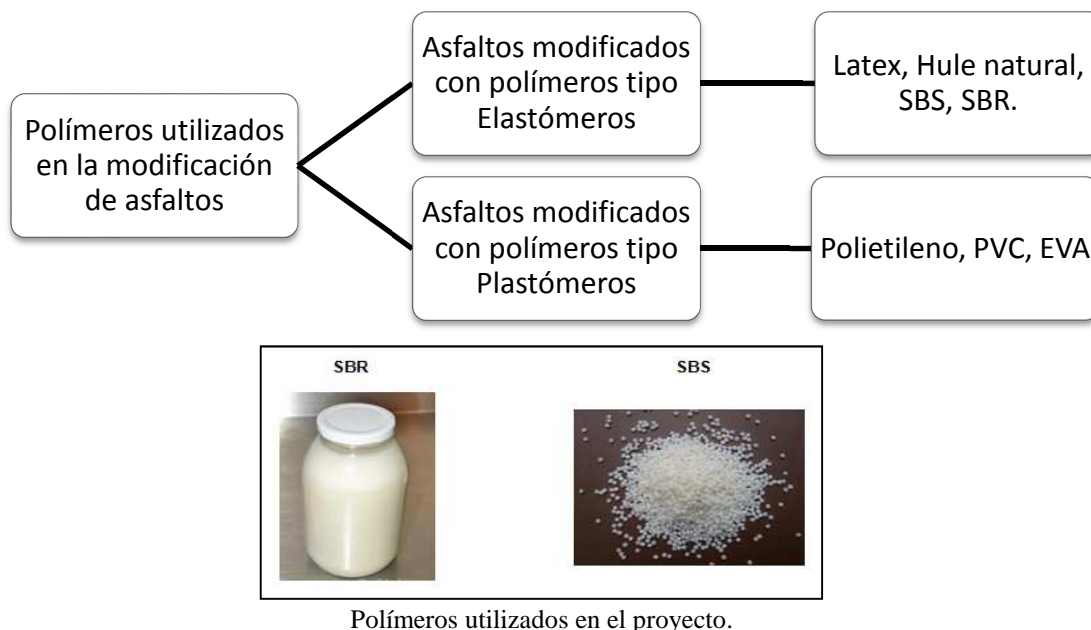 Polímeros utilizados
en la modificación
de asfaltos
Asfaltos modificados
con polímeros tipo
Elastómeros
Latex, Hule natural,
SBS, SBR.
Asfaltos modificados
con polímeros tipo
Plastómeros
Polietileno, PVC, EVA
SBR
SBS
Polímeros utilizados en el proyecto.